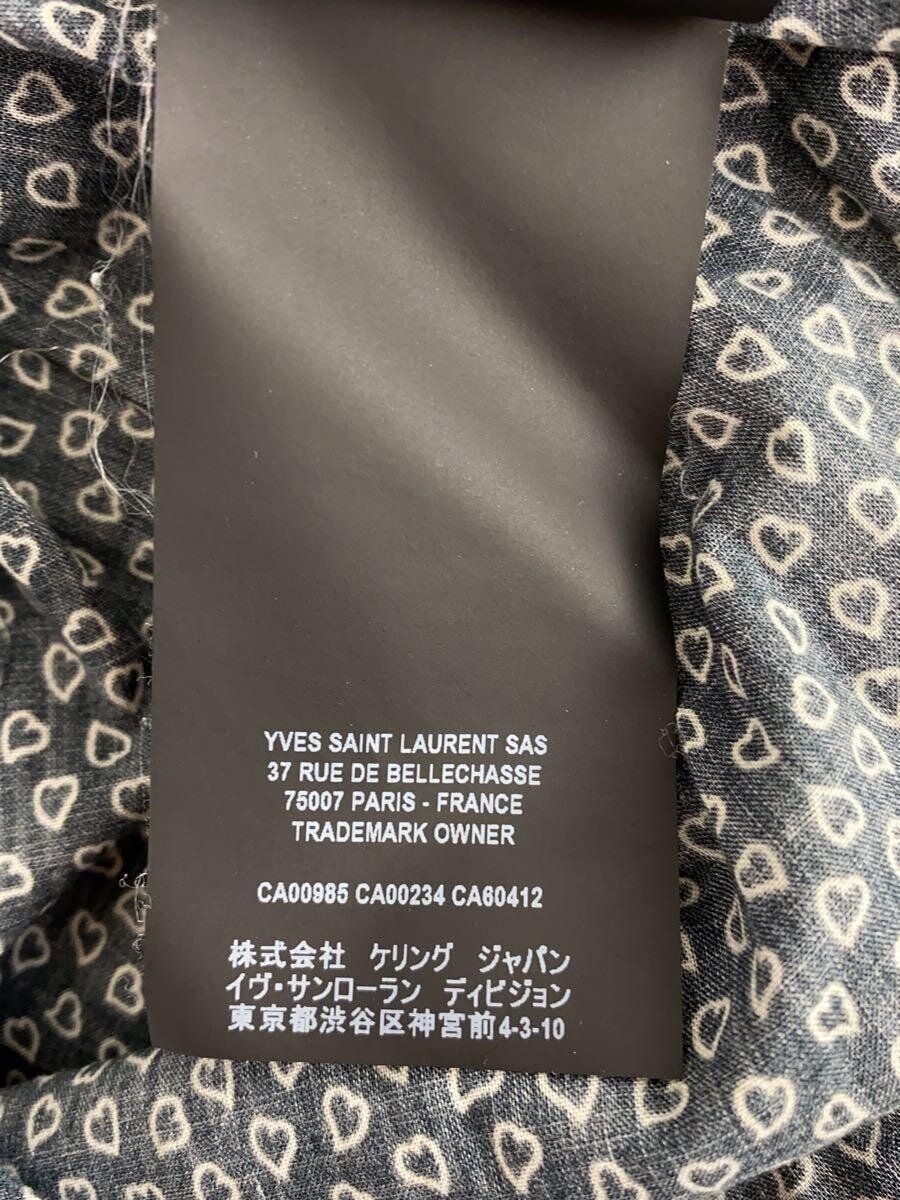 YVES SAINT LAURENT SAS
37 RUE DE BELLECHASSE
75007 PARIS - FRANCE
TRADEMARK OWNER
CA00985 CA00234 CA60412
株式会社 ケリング ジャパン
イヴ・サンローラン ディビジョン
東京都渋谷区神宮前4-3-10